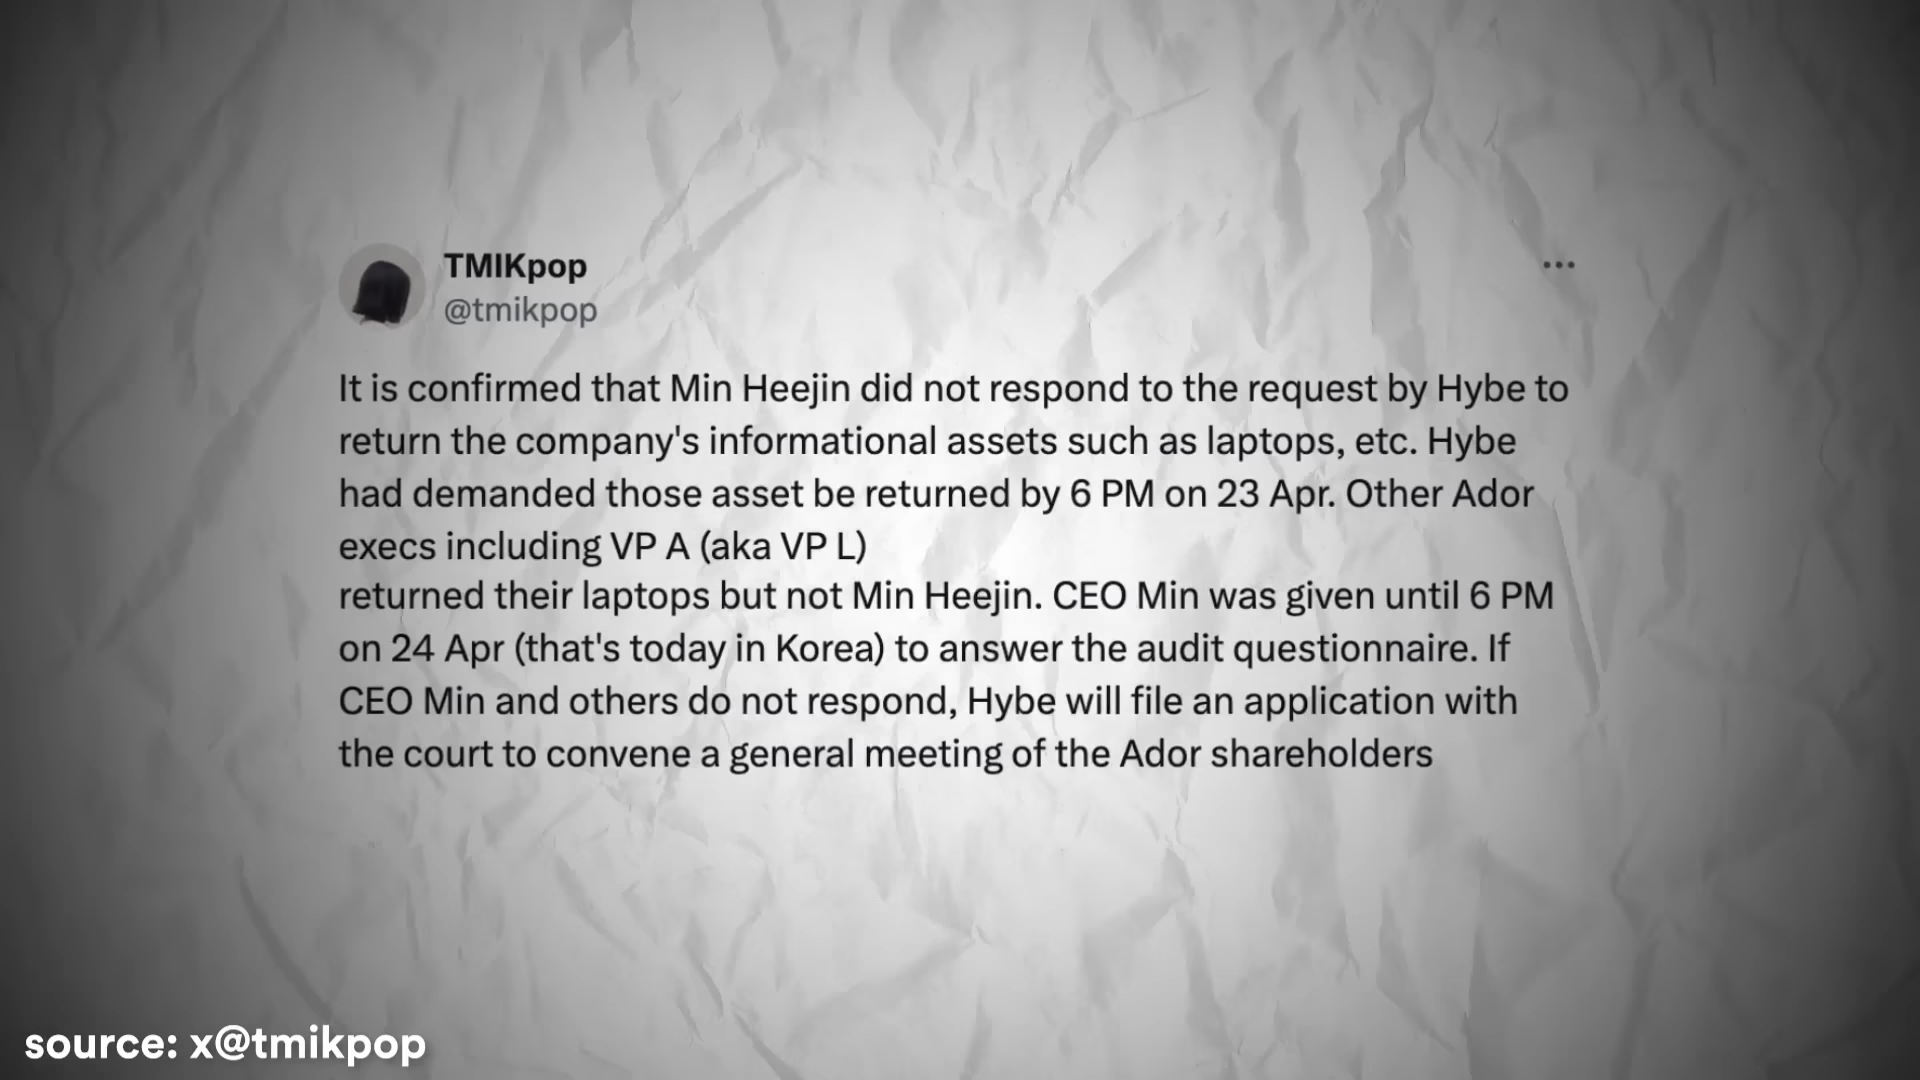 TMIKpop
@tmikpop
It is confirmed that Min Heejin did not respond to the request by Hybe to
return the company's informational assets such as laptops, etc. Hybe
had demanded those asset be returned by 6 PM on 23 Apr. Other Ador
execs including VP A (aka VP L)
returned their laptops but not Min Heejin. CEO Min was given until 6 PM
on 24 Apr (that's today in Korea) to answer the audit questionnaire. If
CEO Min and others do not respond, Hybe will file an application with
the court to convene a general meeting of the Ador shareholders
source: x@tmikpop